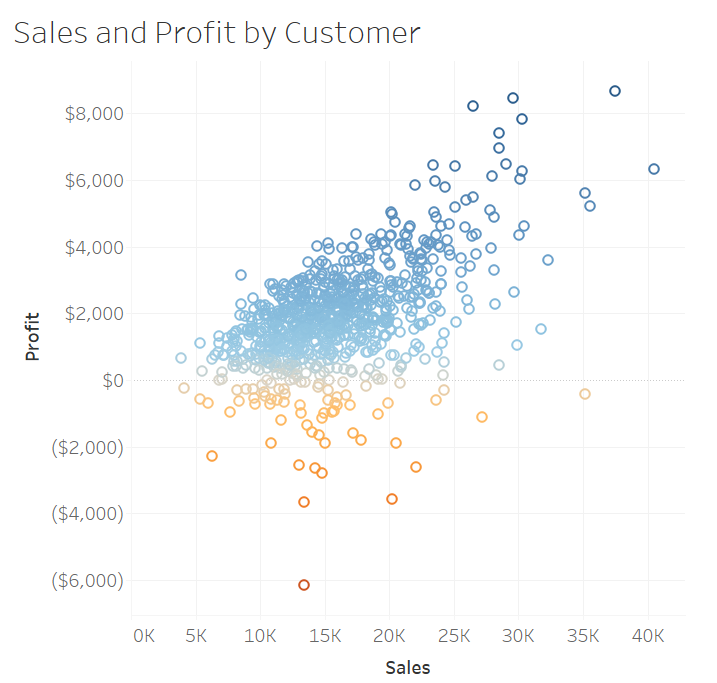 Sales and Profit by Customer
$8,000
$6,000
$4,000
$2,000
$0
($2,000)
($4,000)
($6,000)
Profit
0K 5K 10K 15K 20K 25K 30K 35K 40K
Sales